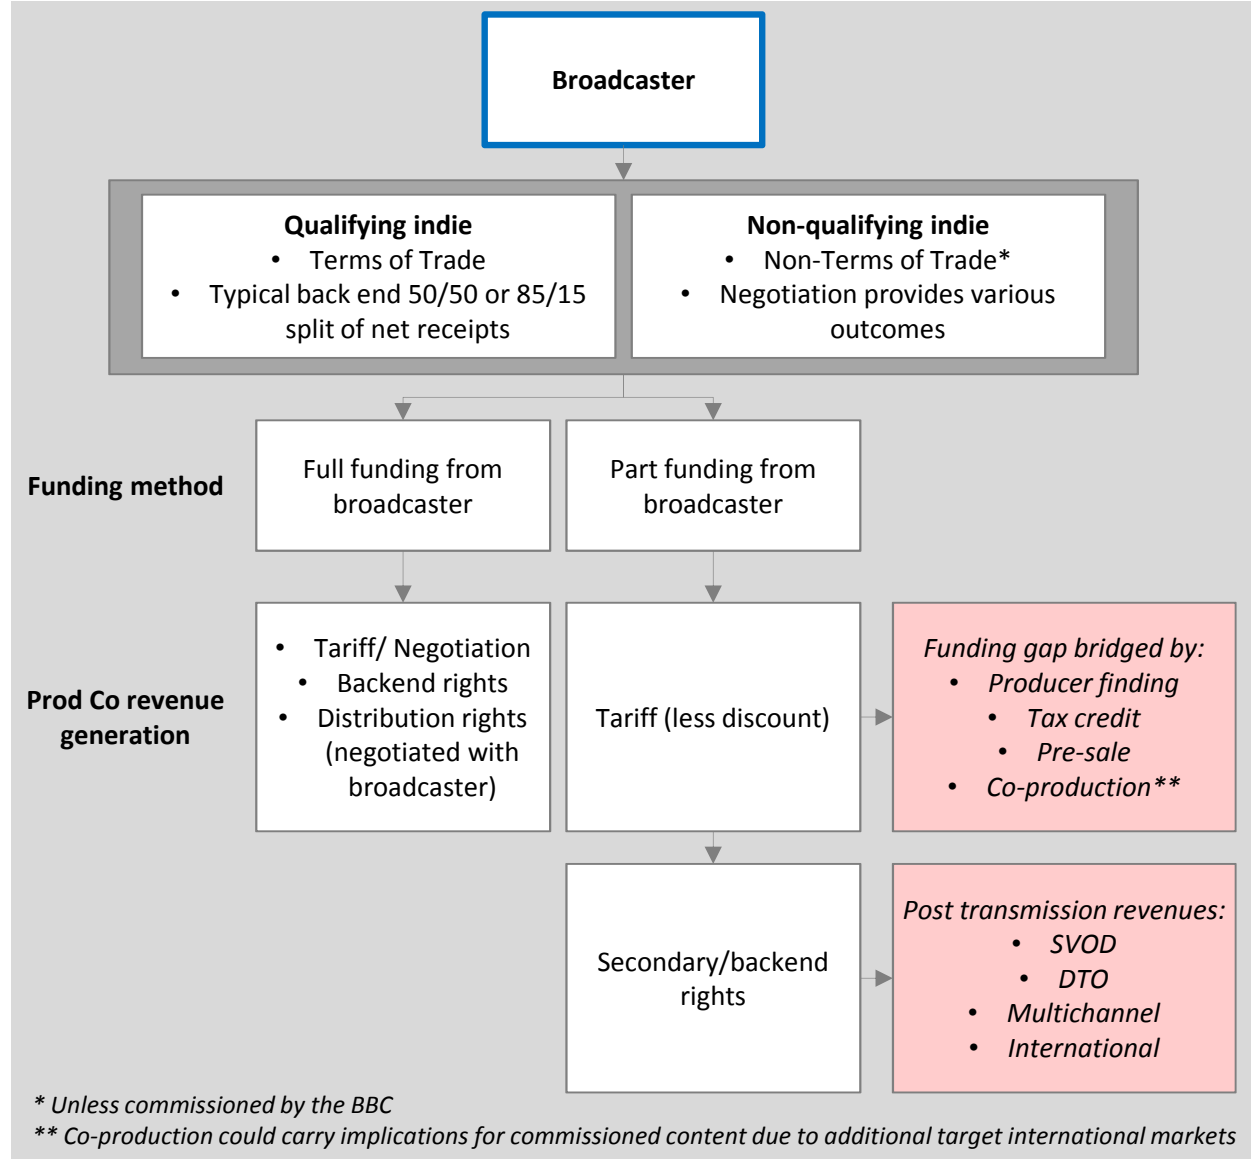 Broadcaster
Qualifying indie
• Terms of Trade
• Typical back end 50/50 or 85/15
split of net receipts
Non-qualifying indie
• Non-Terms of Trade*
• Negotiation provides various
outcomes
Funding method
Full funding from
broadcaster
Part funding from
broadcaster
Prod Co revenue
generation
• Tariff/ Negotiation
• Backend rights
• Distribution rights
(negotiated with
broadcaster)
Tariff (less discount)
Funding gap bridged by:
• Producer finding
• Tax credit
• Pre-sale
• Co-production**
Secondary/backend
rights
Post transmission revenues:
• SVOD
• DTO
• Multichannel
• International
* Unless commissioned by the BBC
** Co-production could carry implications for commissioned content due to additional target international markets